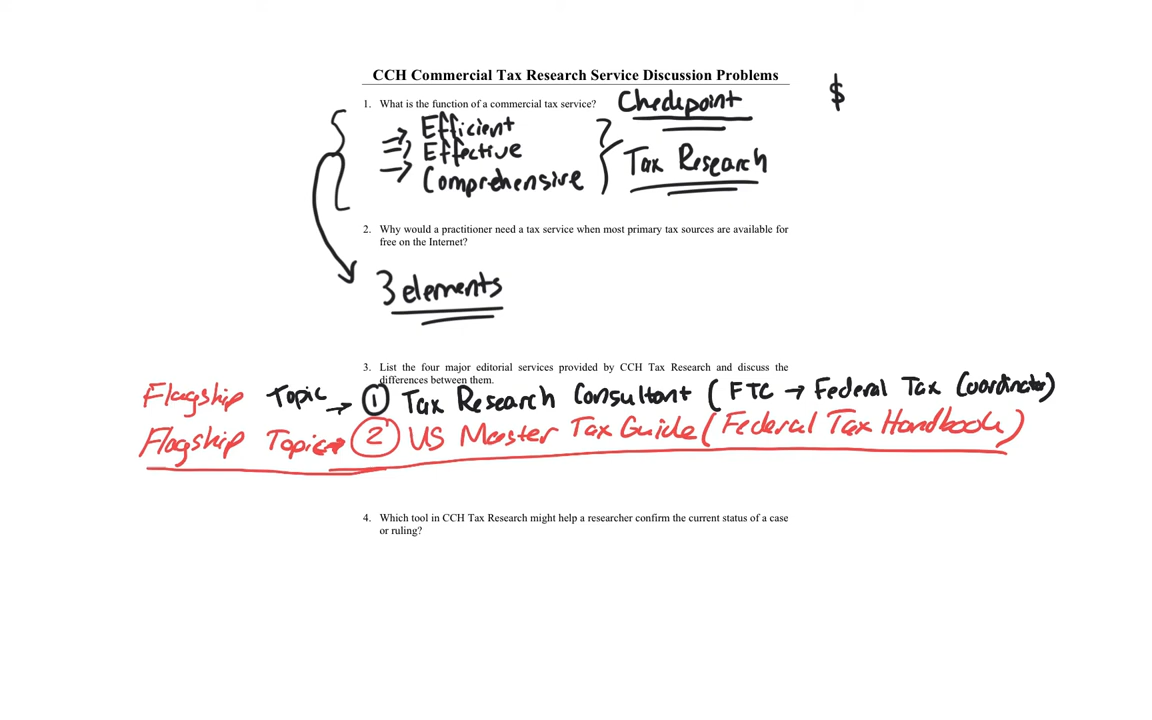 CCH Commercial Tax Research Service Discussion Problems
$
1. What is the function of a commercial tax service?
Checkpoint
Efficient
Effective
Comprehensive
Tax Research
2. Why would a practitioner need a tax service when most primary tax sources are available for
free on the Internet?
3 elements
3. List the four major editorial services provided by CCH Tax Research and discuss the
differences between them.
Flagship Topic → ① Tax Research Consultant (FTC → Federal Tax Coordinator)
Flagship Topic → ② US Master Tax Guide (Federal Tax Handbook)
4. Which tool in CCH Tax Research might help a researcher confirm the current status of a case
or ruling?